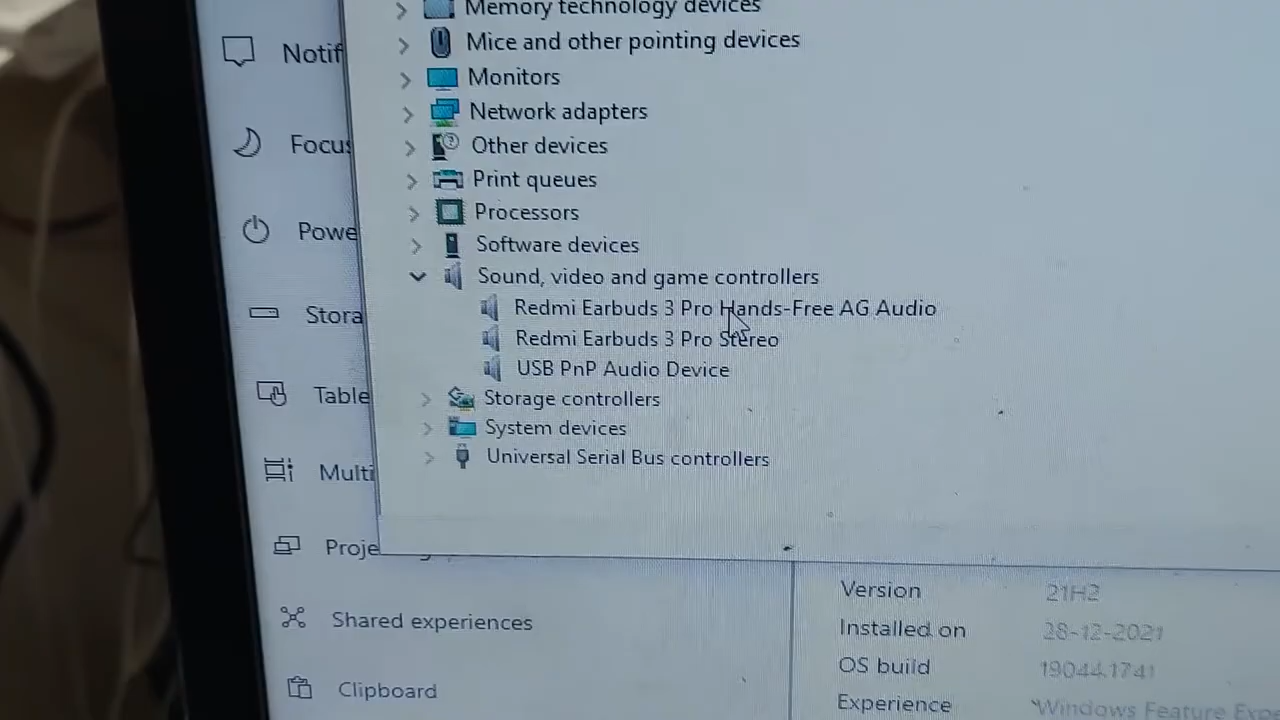 Memory technology devices
Mice and other pointing devices
Monitors
Network adapters
Other devices
Print queues
Processors
Software devices
Sound, video and game controllers
Redmi Earbuds 3 Pro Hands-Free AG Audio
Redmi Earbuds 3 Pro Stereo
USB PnP Audio Device
Storage controllers
System devices
Universal Serial Bus controllers
Notif
Focus
Powe
Stora
Table
Multi
Proje
Shared experiences
Clipboard
Version 21H2
Installed on 28-12-2021
OS build 19044.1741
Experience Windows Feature Expe